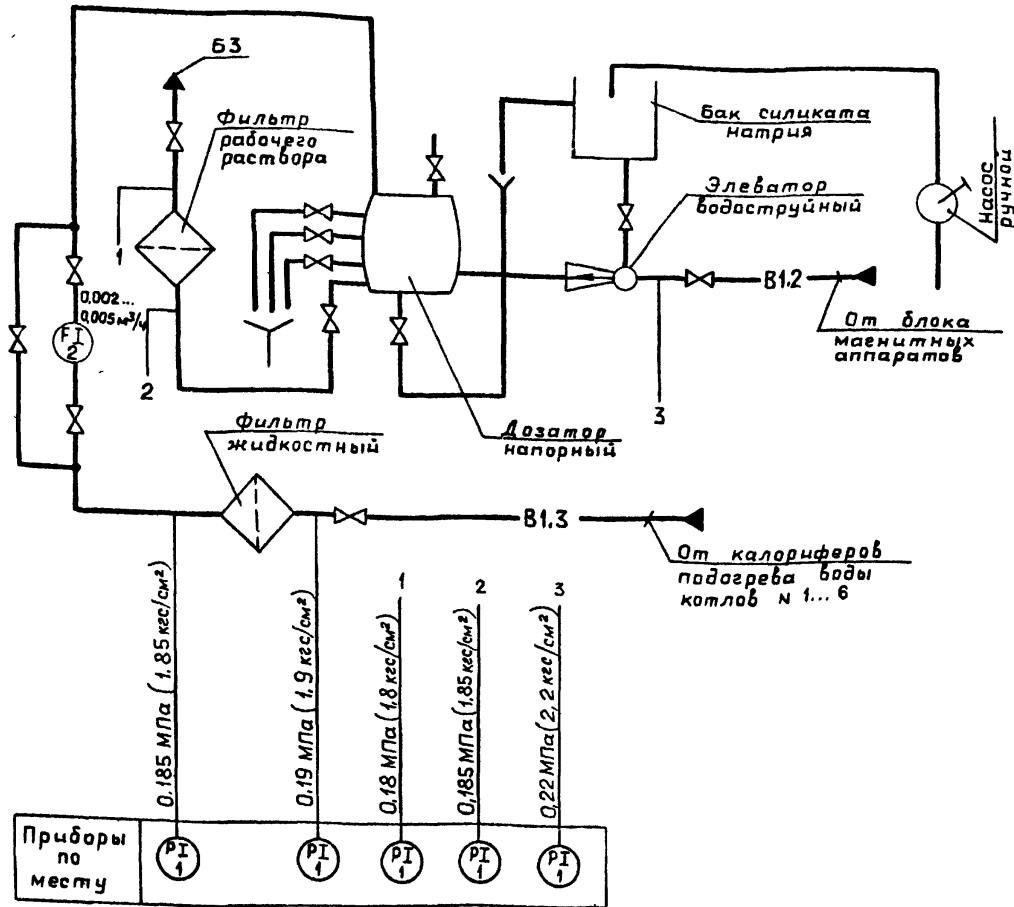 Б3
Фильтр
рабочего
раствора
Бак силиката
натрия
Насос
ручной
Элеватор
водоструйный
1
0,002...
0,005 м³/ч
FI
2
2
В1.2
От блока
магнитных
аппаратов
3
Фильтр
жидкостный
Дозатор
напорный
В1.3
От калориферов
подогрева воды
котлов N 1... 6
1
2
3
0.185 МПа (1.85 кгс/см²)
0.19 МПа (1.9 кгс/см²)
0,18 МПа (1,8 кгс/см²)
0,185 МПа (1.85 кгс/см²)
0,22 МПа (2,2 кгс/см²)
Приборы
по
месту
PI
1
PI
1
PI
1
PI
1
PI
1